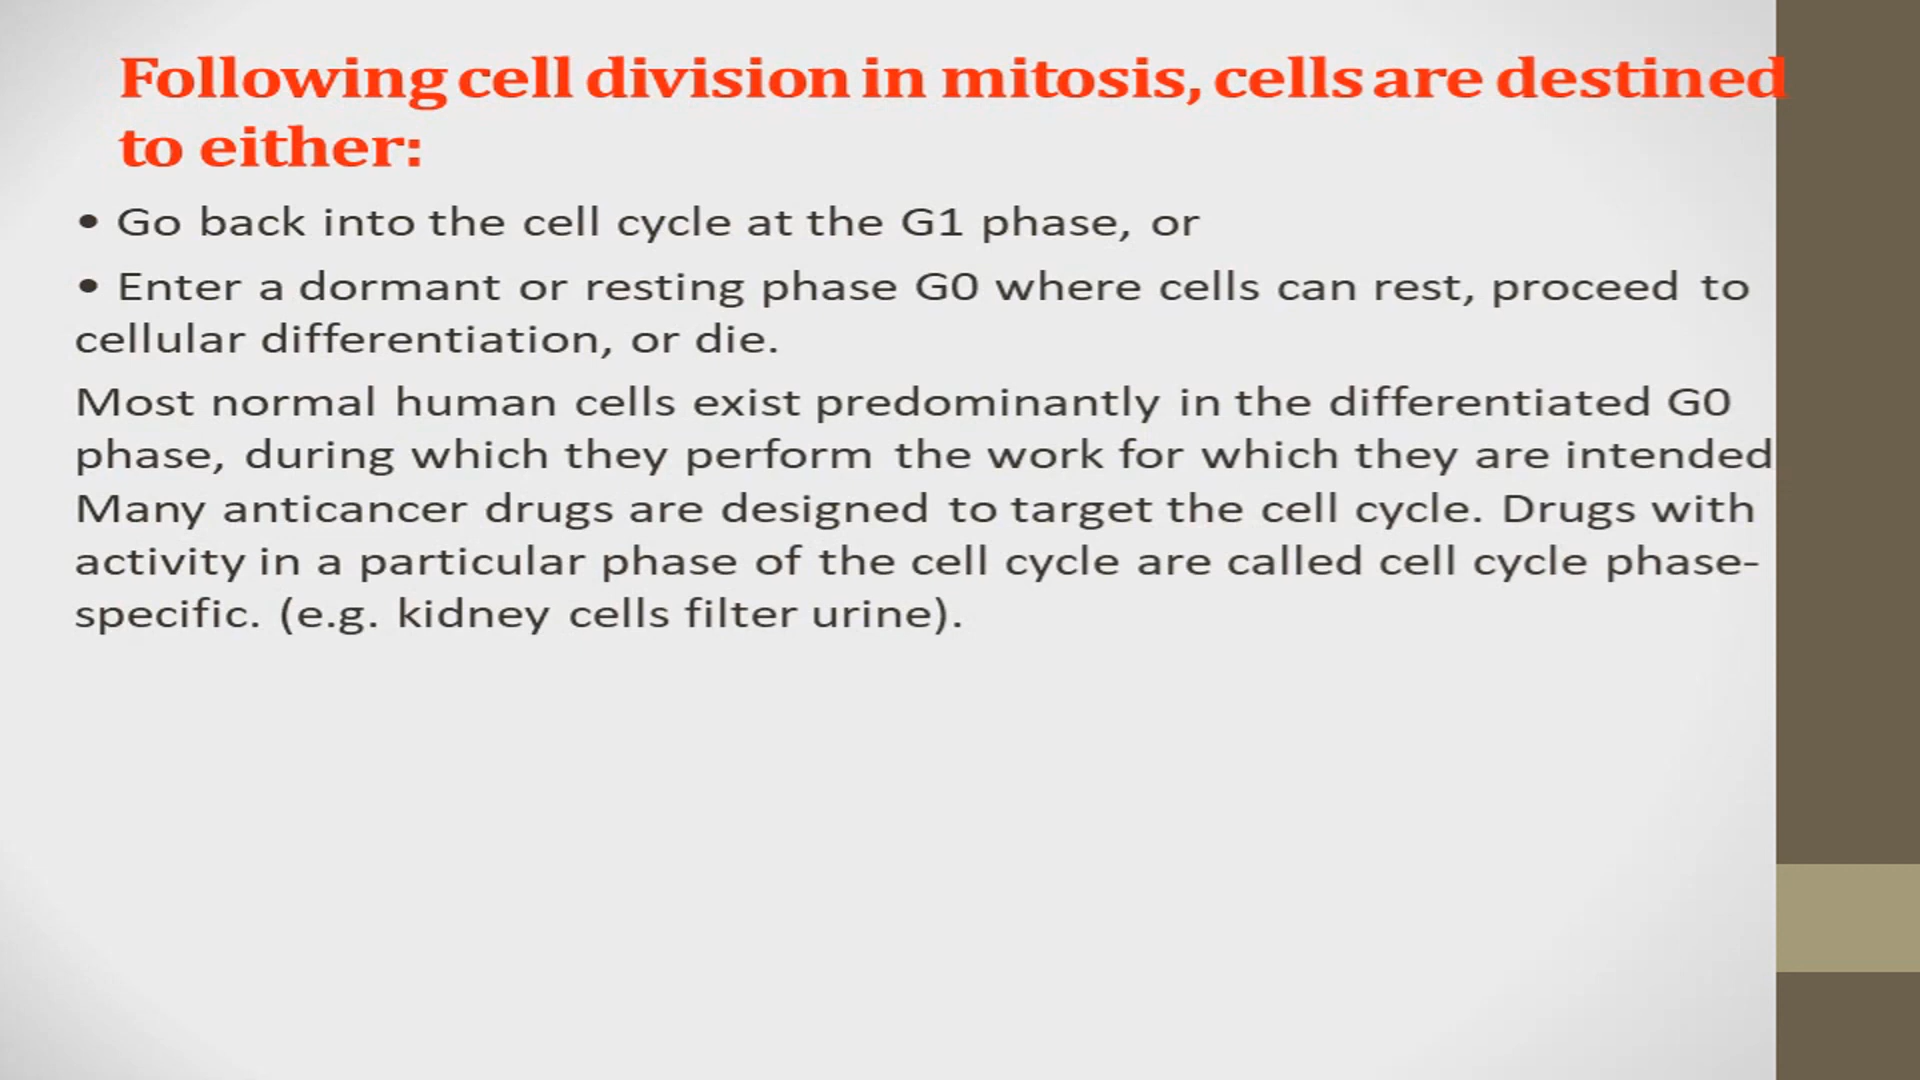 Following cell division in mitosis, cells are destined
to either:
• Go back into the cell cycle at the G1 phase, or
• Enter a dormant or resting phase G0 where cells can rest, proceed to
cellular differentiation, or die.
Most normal human cells exist predominantly in the differentiated G0
phase, during which they perform the work for which they are intended
Many anticancer drugs are designed to target the cell cycle. Drugs with
activity in a particular phase of the cell cycle are called cell cycle phase-
specific. (e.g. kidney cells filter urine).